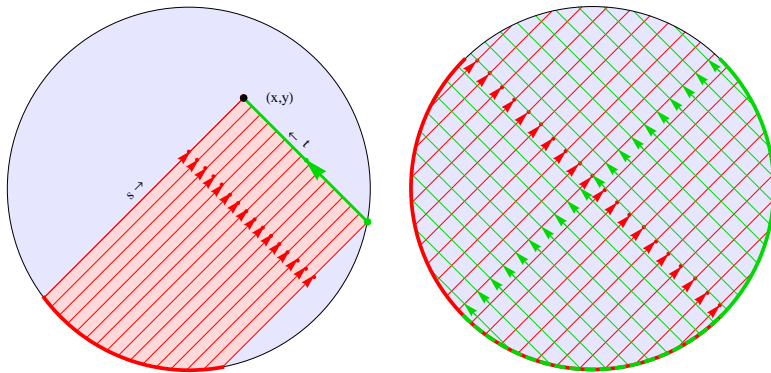 (x,y)
← t
s →